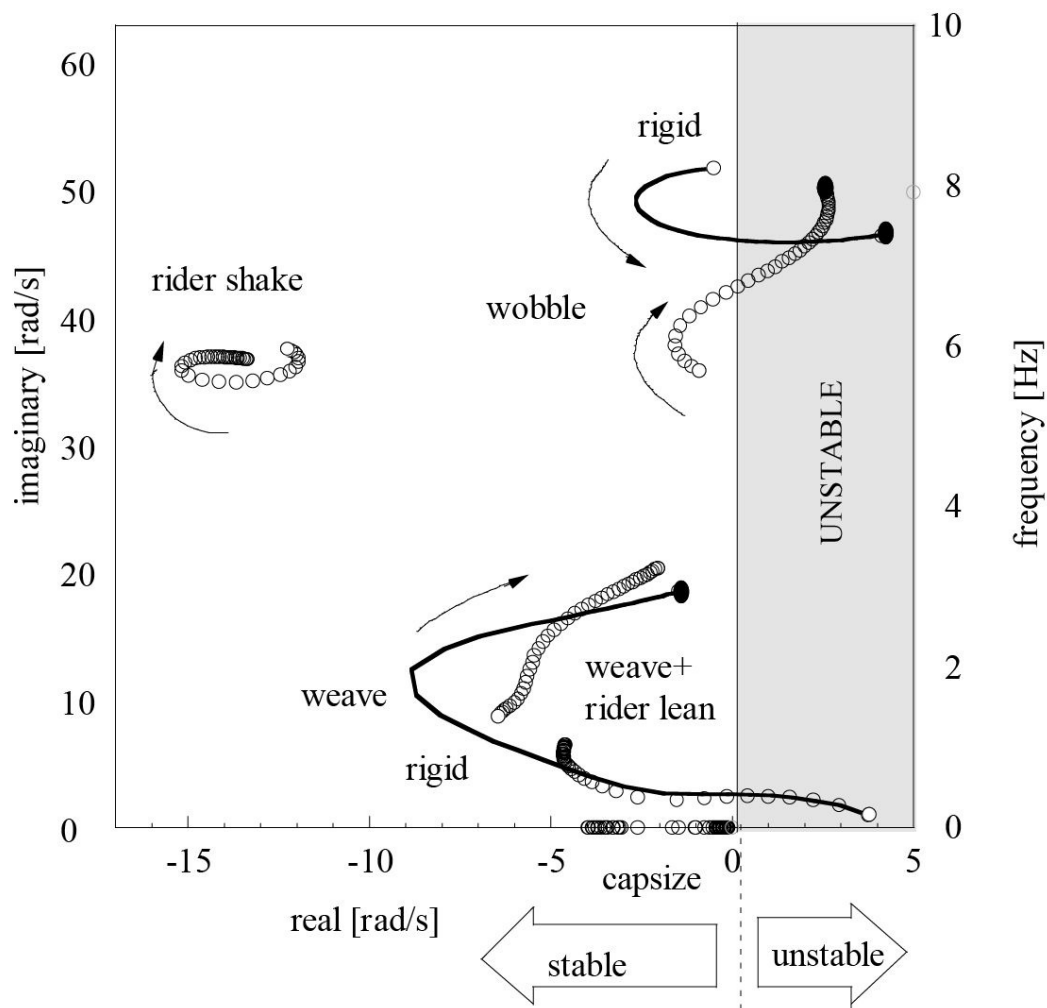 10
60
rigid
50
8
rider shake
wobble
40
6
imaginary [rad/s]
frequency [Hz]
UNSTABLE
30
4
20
weave+
rider lean
weave
2
10
rigid
0
0
-15
-10
-5
0
5
capsize
real [rad/s]
stable
unstable